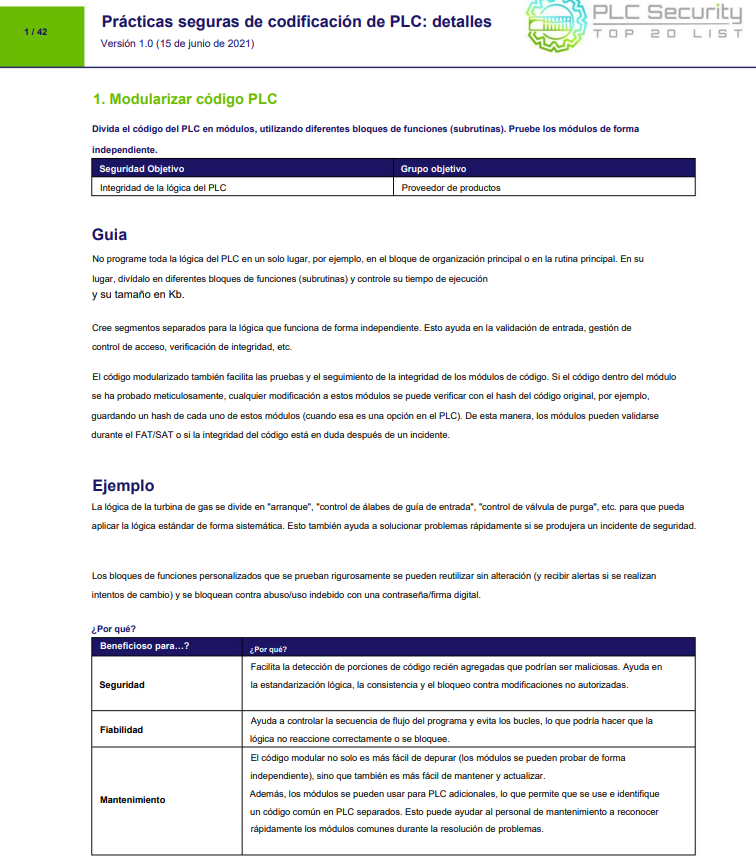 1 / 42
Prácticas seguras de codificación de PLC: detalles
Versión 1.0 (15 de junio de 2021)
PLC Security
TOP 20 LIST
1. Modularizar código PLC
Divida el código del PLC en módulos, utilizando diferentes bloques de funciones (subrutinas). Pruebe los módulos de forma
independiente.
Seguridad Objetivo
Grupo objetivo
Integridad de la lógica del PLC
Proveedor de productos
Guia
No programe toda la lógica del PLC en un solo lugar, por ejemplo, en el bloque de organización principal o en la rutina principal. En su
lugar, divídalo en diferentes bloques de funciones (subrutinas) y controle su tiempo de ejecución
y su tamaño en Kb.
Cree segmentos separados para la lógica que funciona de forma independiente. Esto ayuda en la validación de entrada, gestión de
control de acceso, verificación de integridad, etc.
El código modularizado también facilita las pruebas y el seguimiento de la integridad de los módulos de código. Si el código dentro del módulo
se ha probado meticulosamente, cualquier modificación a estos módulos se puede verificar con el hash del código original, por ejemplo,
guardando un hash de cada uno de estos módulos (cuando esa es una opción en el PLC). De esta manera, los módulos pueden validarse
durante el FAT/SAT o si la integridad del código está en duda después de un incidente.
Ejemplo
La lógica de la turbina de gas se divide en "arranque", "control de álabes de guía de entrada", "control de válvula de purga", etc. para que pueda
aplicar la lógica estándar de forma sistemática. Esto también ayuda a solucionar problemas rápidamente si se produjera un incidente de seguridad.
Los bloques de funciones personalizados que se prueban rigurosamente se pueden reutilizar sin alteración (y recibir alertas si se realizan
intentos de cambio) y se bloquean contra abuso/uso indebido con una contraseña/firma digital.
¿Por qué?
Beneficioso para…?
¿Por qué?
Seguridad
Facilita la detección de porciones de código recién agregadas que podrían ser maliciosas. Ayuda en
la estandarización lógica, la consistencia y el bloqueo contra modificaciones no autorizadas.
Fiabilidad
Ayuda a controlar la secuencia de flujo del programa y evita los bucles, lo que podría hacer que la
lógica no reaccione correctamente o se bloquee.
Mantenimiento
El código modular no solo es más fácil de depurar (los módulos se pueden probar de forma
independiente), sino que también es más fácil de mantener y actualizar.
Además, los módulos se pueden usar para PLC adicionales, lo que permite que se use e identifique
un código común en PLC separados. Esto puede ayudar al personal de mantenimiento a reconocer
rápidamente los módulos comunes durante la resolución de problemas.